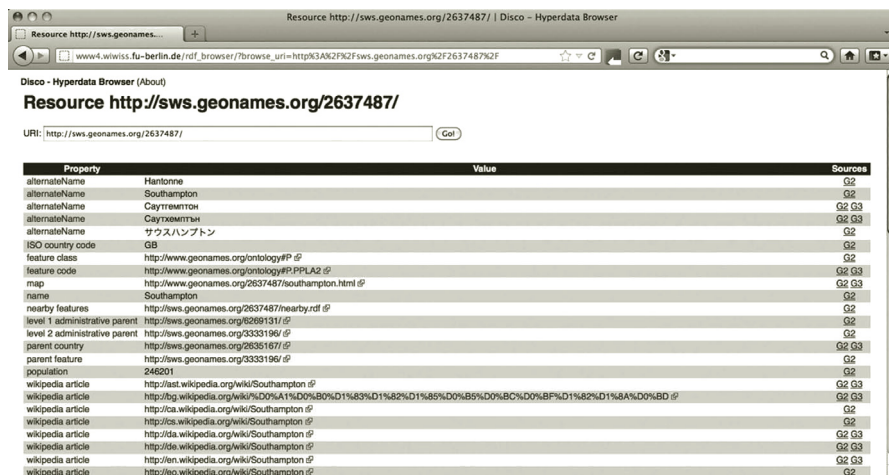 Resource http://sws.geonames.org/2637487/ | Disco - Hyperdata Browser
Resource http://sws.geonames....
www4.wiwiss.fu-berlin.de/rdf_browser/?browse_uri=http%3A%2F%2Fsws.geonames.org%2F2637487%2F
Disco - Hyperdata Browser (About)
Resource http://sws.geonames.org/2637487/
URI: http://sws.geonames.org/2637487/ Go!
Property Value Sources
alternateName Hantonne G2
alternateName Southampton G2
alternateName Саутгемптон G2 G3
alternateName Саутхемптън G2 G3
alternateName サウスハンプトン G2
ISO country code GB G2
feature class http://www.geonames.org/ontology#P G2
feature code http://www.geonames.org/ontology#P.PPLA2 G2 G3
map http://www.geonames.org/2637487/southampton.html G2 G3
name Southampton G2
nearby features http://sws.geonames.org/2637487/nearby.rdf G2
level 1 administrative parent http://sws.geonames.org/6269131/ G2
level 2 administrative parent http://sws.geonames.org/3333196/ G2
parent country http://sws.geonames.org/2635167/ G2 G3
parent feature http://sws.geonames.org/3333196/ G2
population 246201 G2
wikipedia article http://ast.wikipedia.org/wiki/Southampton G2 G3
wikipedia article http://bg.wikipedia.org/wiki/%D0%A1%D0%B0%D1%83%D1%82%D1%85%D0%B5%D0%BC%D0%BF%D1%82%D1%8A%D0%BD G2 G3
wikipedia article http://ca.wikipedia.org/wiki/Southampton G2
wikipedia article http://cs.wikipedia.org/wiki/Southampton G2
wikipedia article http://da.wikipedia.org/wiki/Southampton G2 G3
wikipedia article http://de.wikipedia.org/wiki/Southampton G2 G3
wikipedia article http://en.wikipedia.org/wiki/Southampton G2 G3
wikipedia article http://eo.wikipedia.org/wiki/Southampton G2